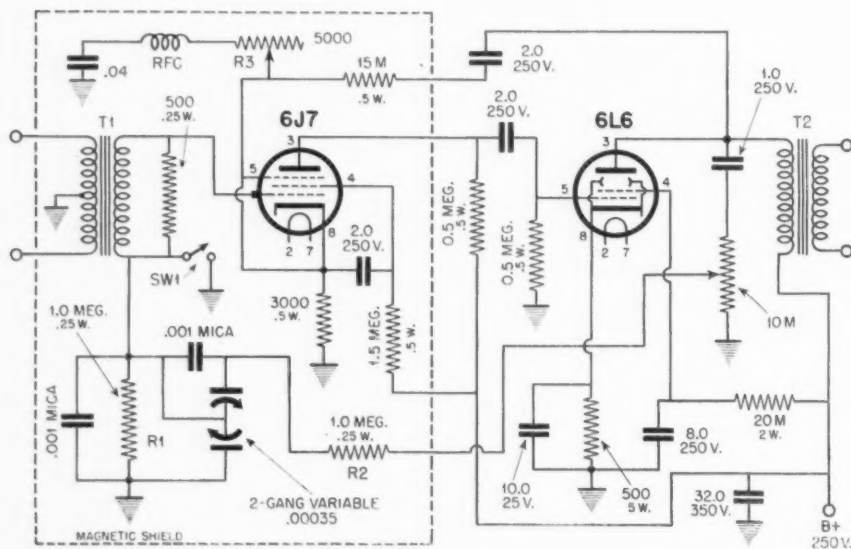 .04
RFC
R3
5000
15 M
.5 W.
2.0
250 V.
T1
500
.25 W.
6J7
3
5
4
8
2 7
2.0
250 V.
2.0
250 V.
6L6
3
5
4
8
2 7
1.0
250 V.
T2
SW1
1.0 MEG.
.25 W.
3000
.5 W.
1.5 MEG.
.5 W.
0.5 MEG.
.5 W.
0.5 MEG.
.5 W.
10 M
.001 MICA
.001 MICA
R1
1.0 MEG.
.25 W.
R2
2-GANG VARIABLE
.00035
MAGNETIC SHIELD
10.0
25 V.
500
5 W.
8.0
250 V.
20 M
2 W.
32.0
350 V.
B+
250 V.